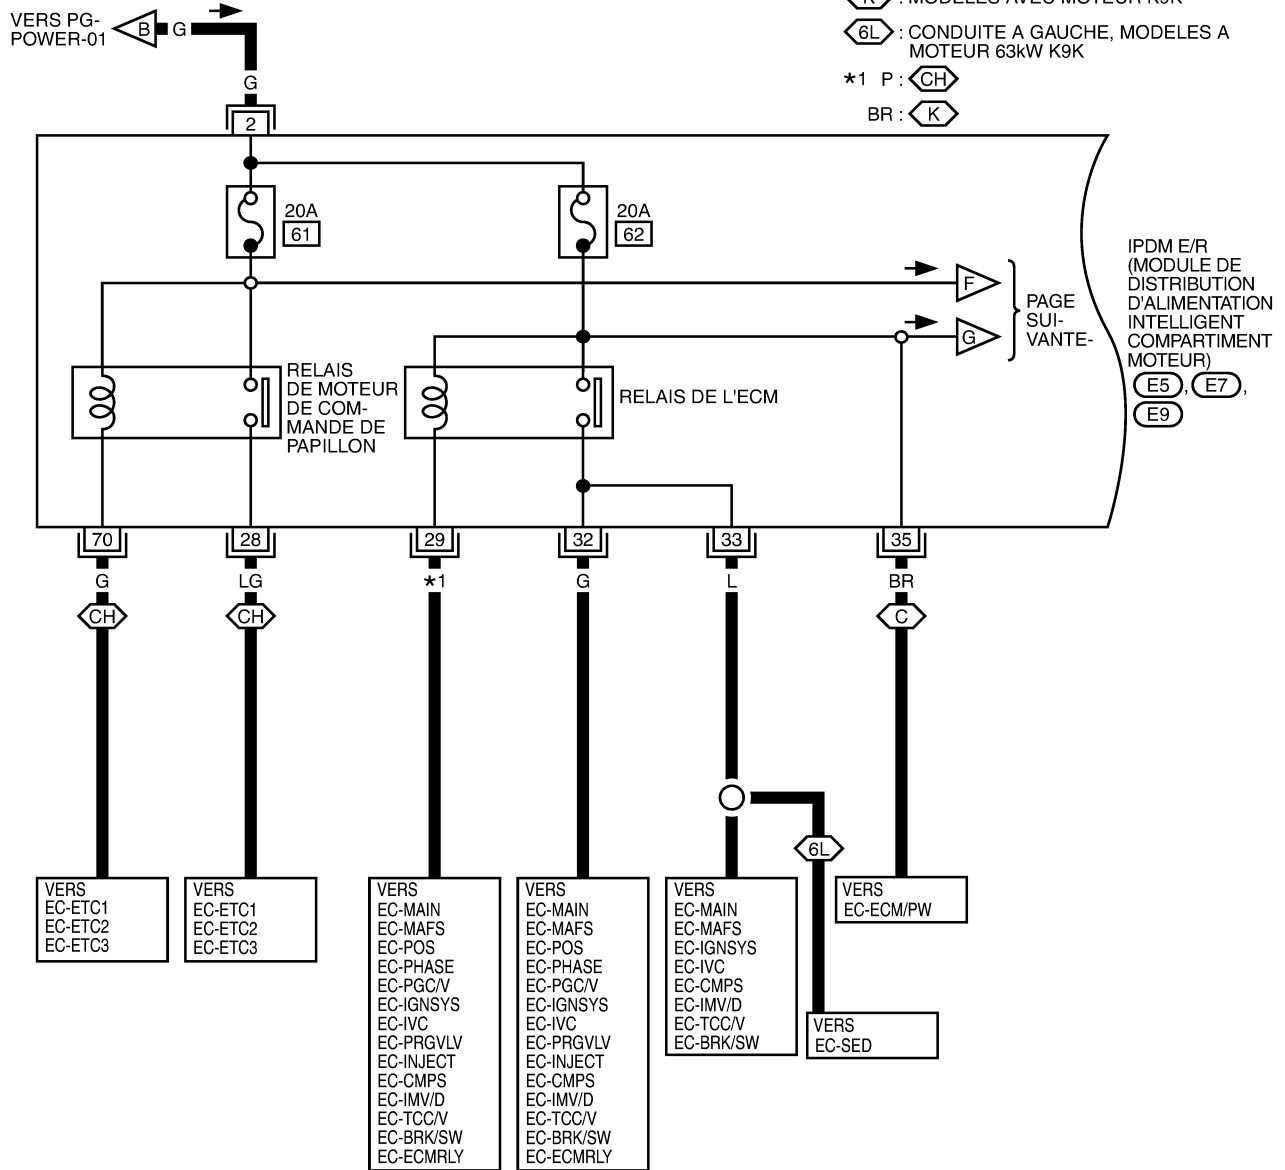 VERS PG-
POWER-01
B
G
G
2
K : MODELES AVEC MOTEUR K9K
6L : CONDUITE A GAUCHE, MODELES A
MOTEUR 63kW K9K
*1 P : CH
BR : K
20A
61
20A
62
F
G
PAGE
SUI-
VANTE-
IPDM E/R
(MODULE DE
DISTRIBUTION
D'ALIMENTATION
INTELLIGENT
COMPARTIMENT
MOTEUR)
E5, E7,
E9
RELAIS
DE MOTEUR
DE COM-
MANDE DE
PAPILLON
RELAIS DE L'ECM
70
28
29
32
33
35
G
LG
*1
G
L
BR
CH
CH
C
6L
VERS
EC-ETC1
EC-ETC2
EC-ETC3
VERS
EC-ETC1
EC-ETC2
EC-ETC3
VERS
EC-MAIN
EC-MAFS
EC-POS
EC-PHASE
EC-PGC/V
EC-IGNSYS
EC-IVC
EC-PRGVLV
EC-INJECT
EC-CMPS
EC-IMV/D
EC-TCC/V
EC-BRK/SW
EC-ECMRLY
VERS
EC-MAIN
EC-MAFS
EC-POS
EC-PHASE
EC-PGC/V
EC-IGNSYS
EC-IVC
EC-PRGVLV
EC-INJECT
EC-CMPS
EC-IMV/D
EC-TCC/V
EC-BRK/SW
EC-ECMRLY
VERS
EC-MAIN
EC-MAFS
EC-IGNSYS
EC-IVC
EC-CMPS
EC-IMV/D
EC-TCC/V
EC-BRK/SW
VERS
EC-ECM/PW
VERS
EC-SED